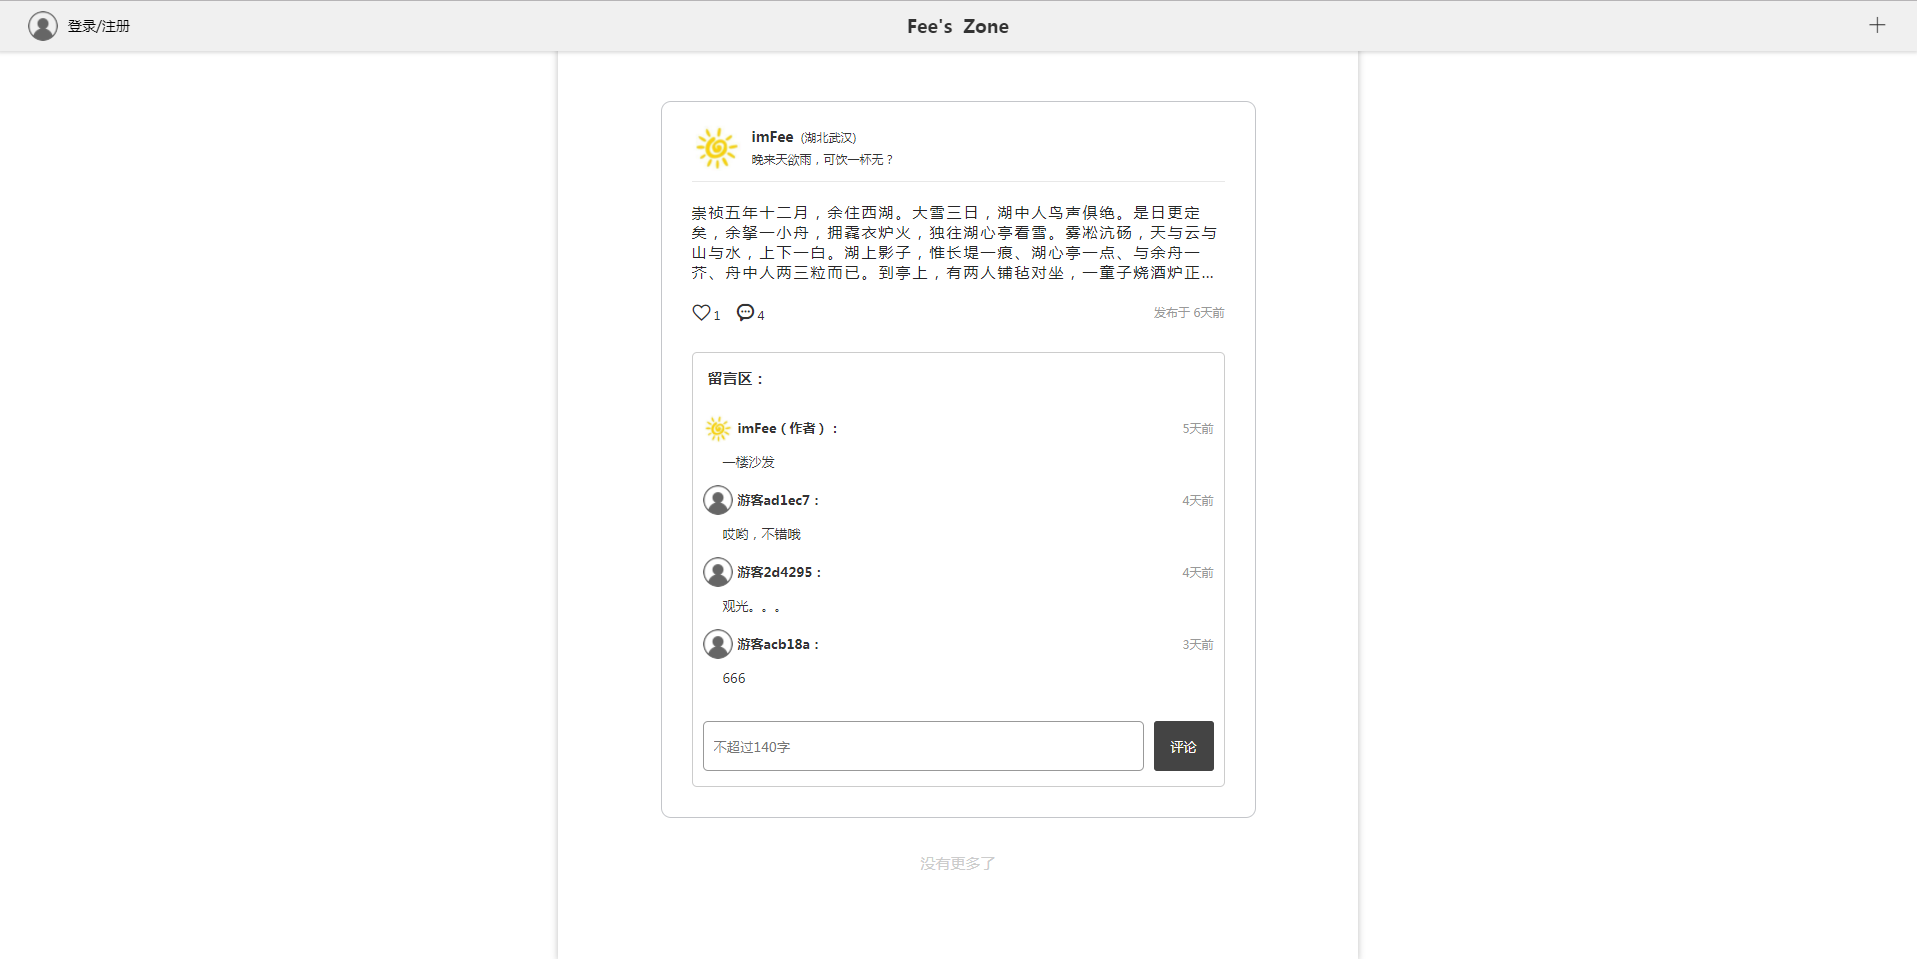 登录/注册
Fee's Zone
imFee (湖北武汉)
晚来天欲雨，可饮一杯无？
崇祯五年十二月，余住西湖。大雪三日，湖中人鸟声俱绝。是日更定
矣，余拏一小舟，拥毳衣炉火，独往湖心亭看雪。雾凇沆砀，天与云与
山与水，上下一白。湖上影子，惟长堤一痕、湖心亭一点、与余舟一
芥、舟中人两三粒而已。到亭上，有两人铺毡对坐，一童子烧酒炉正...
1 4 发布于 6天前
留言区：
imFee（作者）： 5天前
一楼沙发
游客ad1ec7： 4天前
哎哟，不错哦
游客2d4295： 4天前
观光。。。
游客acb18a： 3天前
666
不超过140字 评论
没有更多了